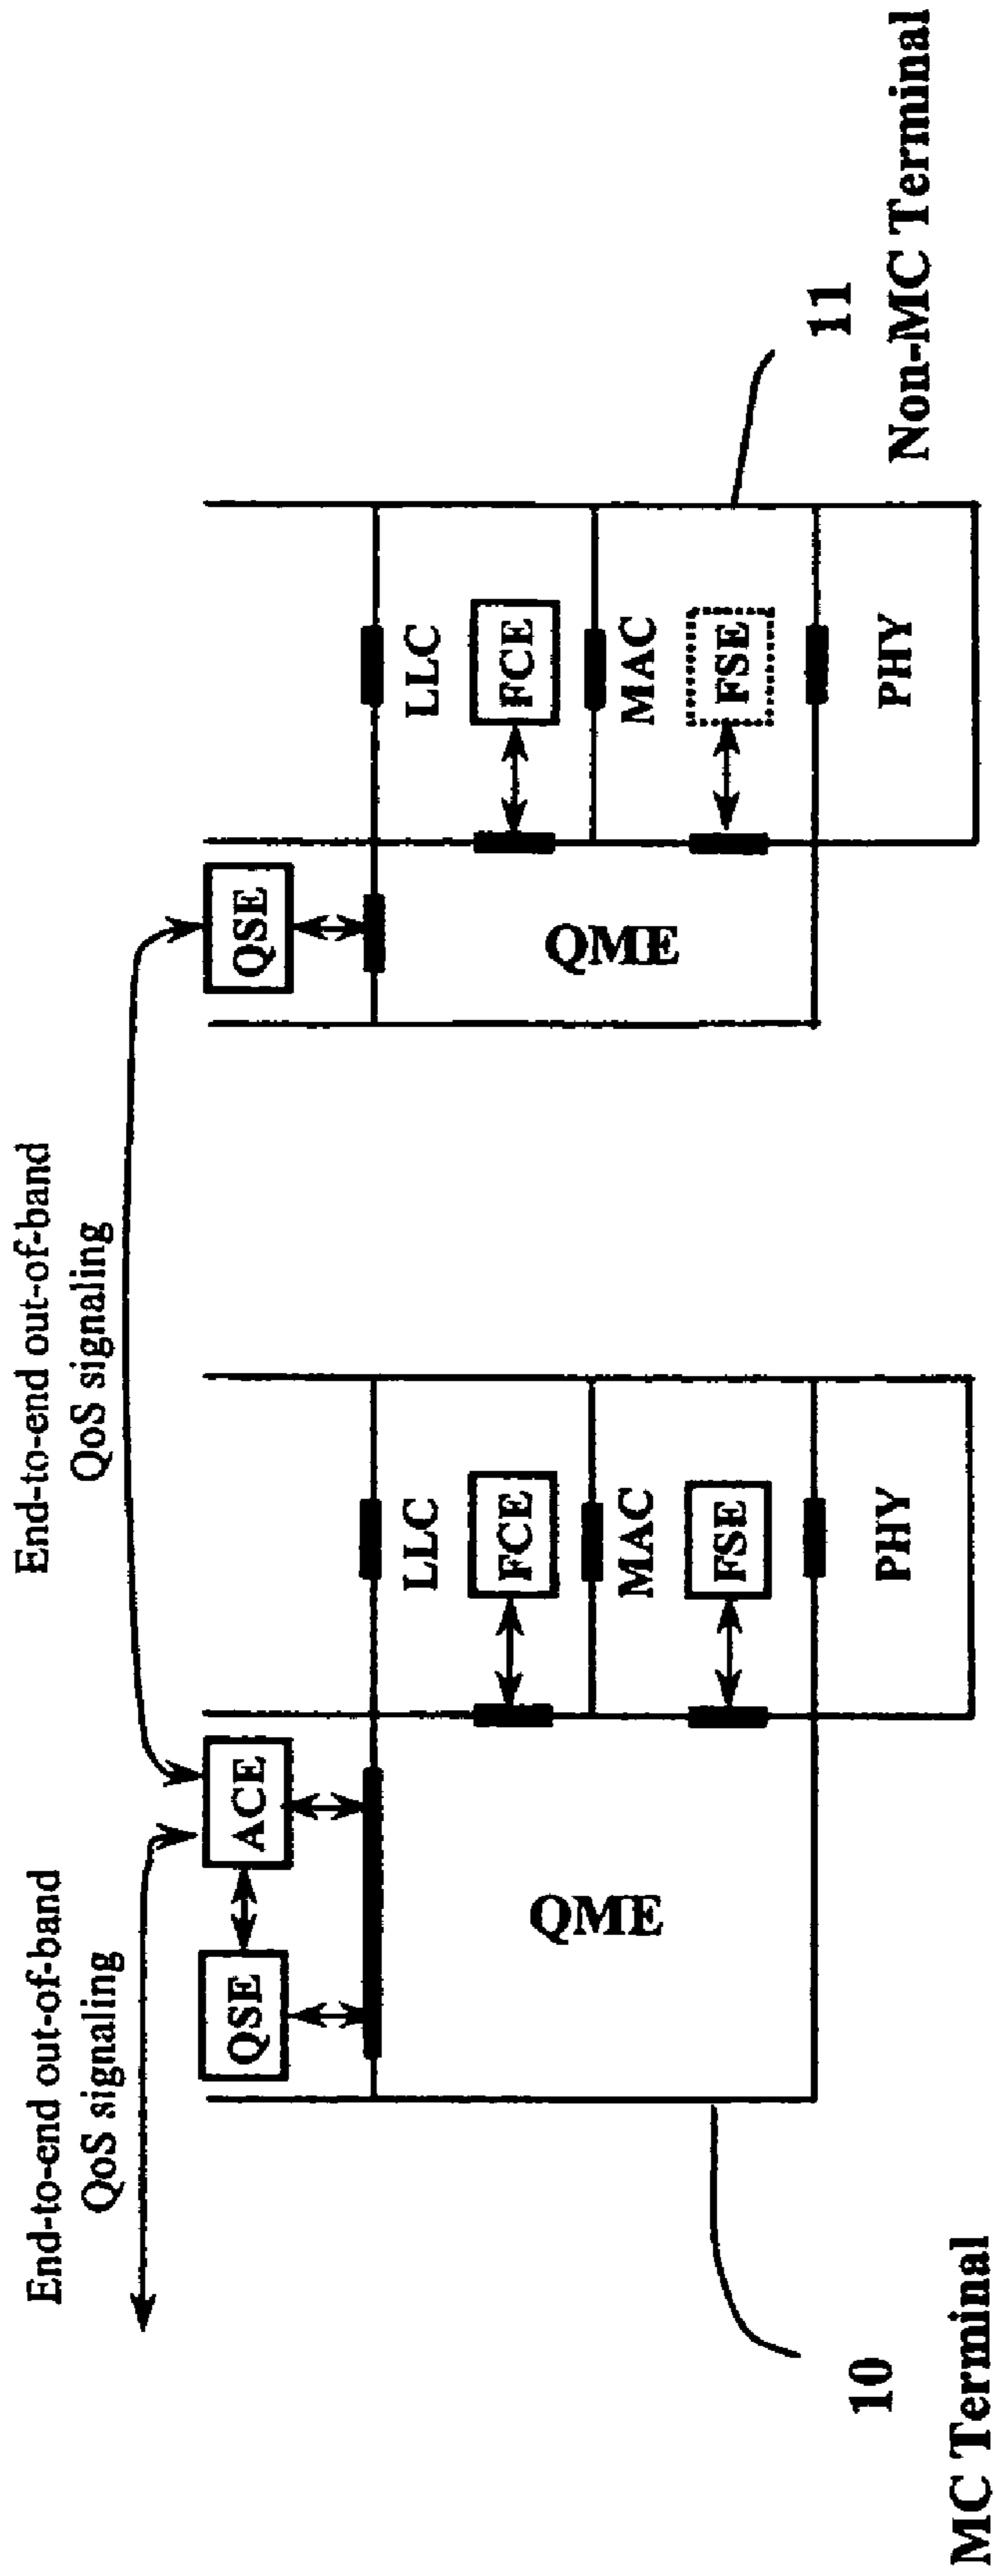 End-to-end out-of-band
QoS signaling
End-to-end out-of-band
QoS signaling
QSE
ACE
QSE
LLC
LLC
FCE
FCE
QME
QME
MAC
MAC
FSE
FSE
PHY
PHY
10
MC Terminal
11
Non-MC Terminal